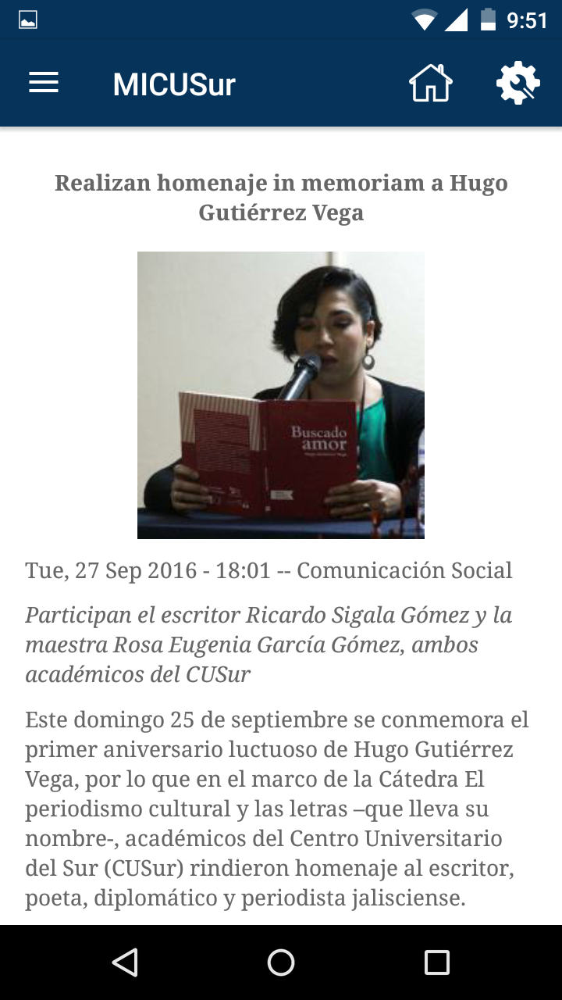 9:51
MICUSur
Realizan homenaje in memoriam a Hugo
Gutiérrez Vega
Buscado
amor
Tue, 27 Sep 2016 - 18:01 -- Comunicación Social
Participan el escritor Ricardo Sigala Gómez y la
maestra Rosa Eugenia García Gómez, ambos
académicos del CUSur
Este domingo 25 de septiembre se conmemora el
primer aniversario luctuoso de Hugo Gutiérrez
Vega, por lo que en el marco de la Cátedra El
periodismo cultural y las letras –que lleva su
nombre-, académicos del Centro Universitario
del Sur (CUSur) rindieron homenaje al escritor,
poeta, diplomático y periodista jalisciense.